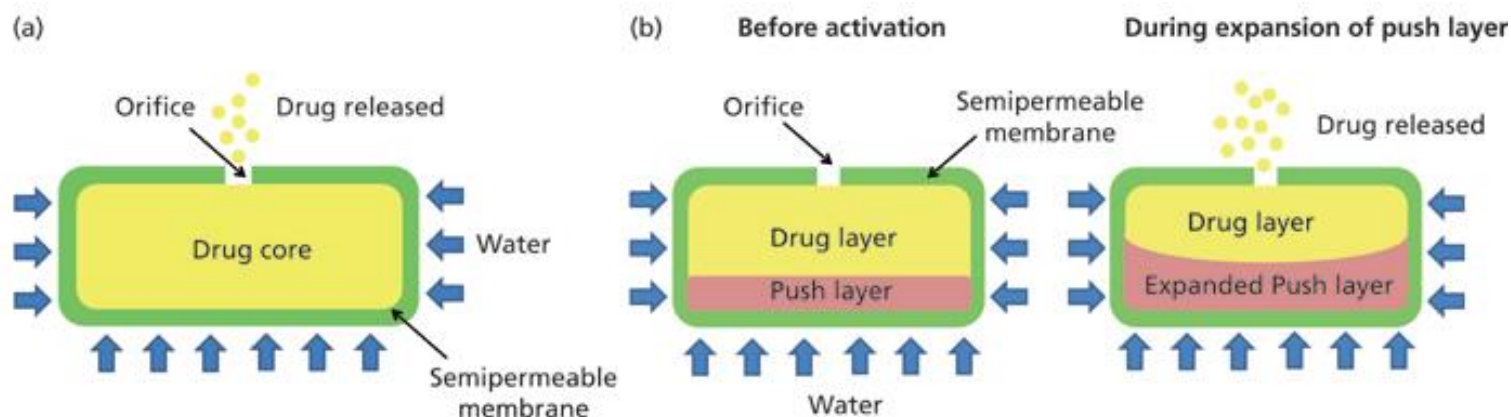 (a)
Orifice
Drug released
Drug core
Water
Semipermeable
membrane
(b)
Before activation
Orifice
Semipermeable
membrane
Drug layer
Push layer
Water
During expansion of push layer
Drug released
Drug layer
Expanded Push layer